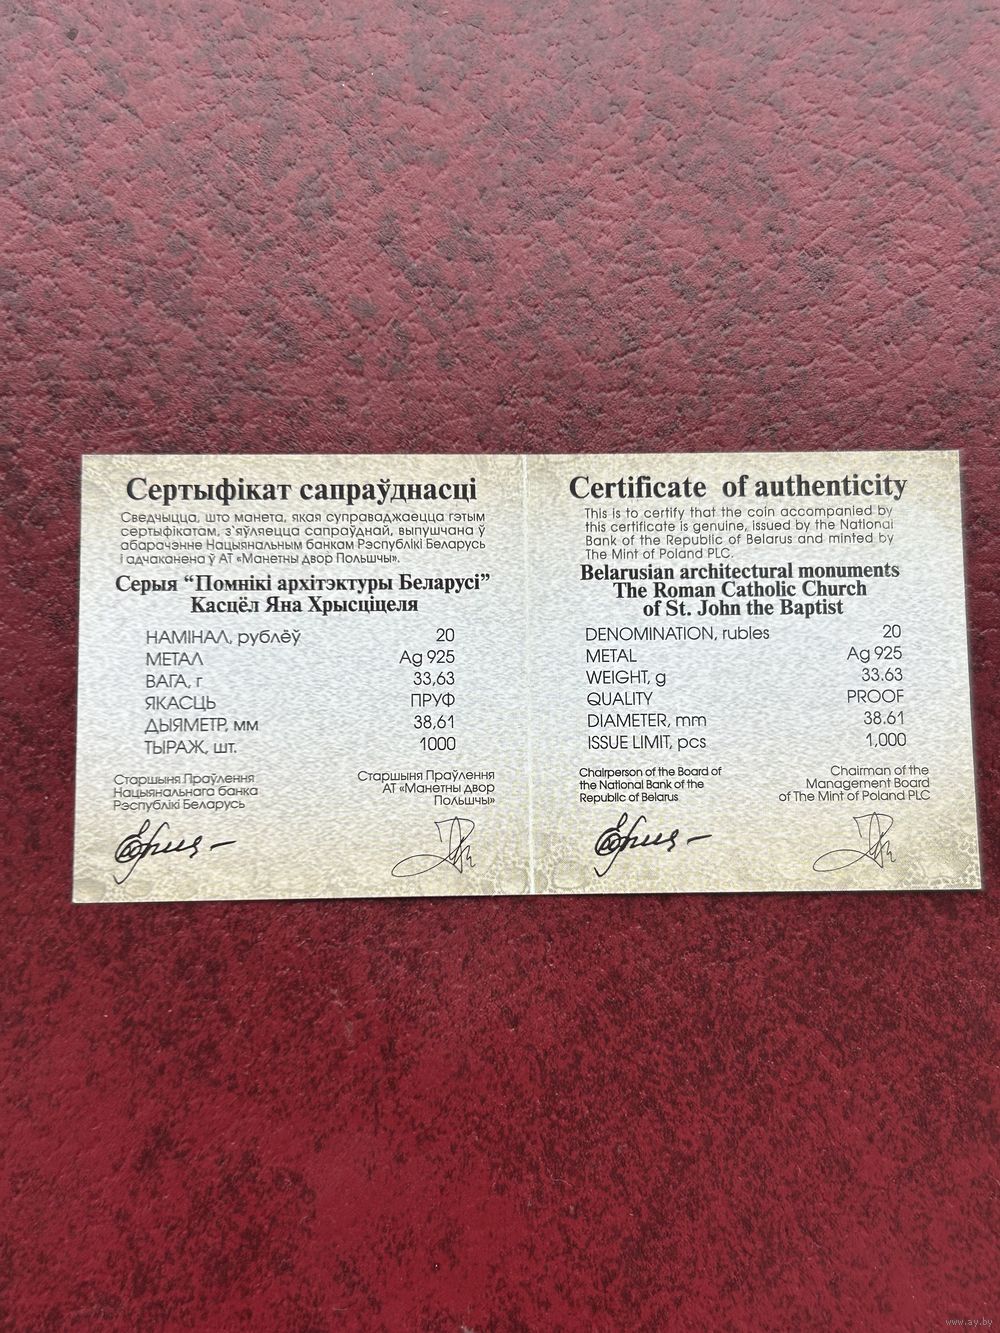 Сертыфікат сапраўднасці
Сведчыцца, што манета, якая суправаджаецца гэтым
сертыфікатам, з'яўляецца сапраўднай, выпушчана ў
абарачэнне Нацыянальным банкам Рэспублікі Беларусь
і адчаканена ў АТ «Манетны двор Польшчы».
Серыя “Помнікі архітэктуры Беларусі”
Касцёл Яна Хрысціцеля
НАМІНАЛ, рублёў 20
МЕТАЛ Ag 925
ВАГА, г 33,63
ЯКАСЦЬ ПРУФ
ДЫЯМЕТР, мм 38,61
ТЫРАЖ, шт. 1000
Старшыня Праўлення
Нацыянальнага банка
Рэспублікі Беларусь
Старшыня Праўлення
АТ «Манетны двор
Польшчы»
Certificate of authenticity
This is to certify that the coin accompanied by
this certificate is genuine, issued by the National
Bank of the Republic of Belarus and minted by
The Mint of Poland PLC.
Belarusian architectural monuments
The Roman Catholic Church
of St. John the Baptist
DENOMINATION, rubles 20
METAL Ag 925
WEIGHT, g 33.63
QUALITY PROOF
DIAMETER, mm 38.61
ISSUE LIMIT, pcs 1,000
Chairperson of the Board of
the National Bank of the
Republic of Belarus
Chairman of the
Management Board
of The Mint of Poland PLC
www.ay.by